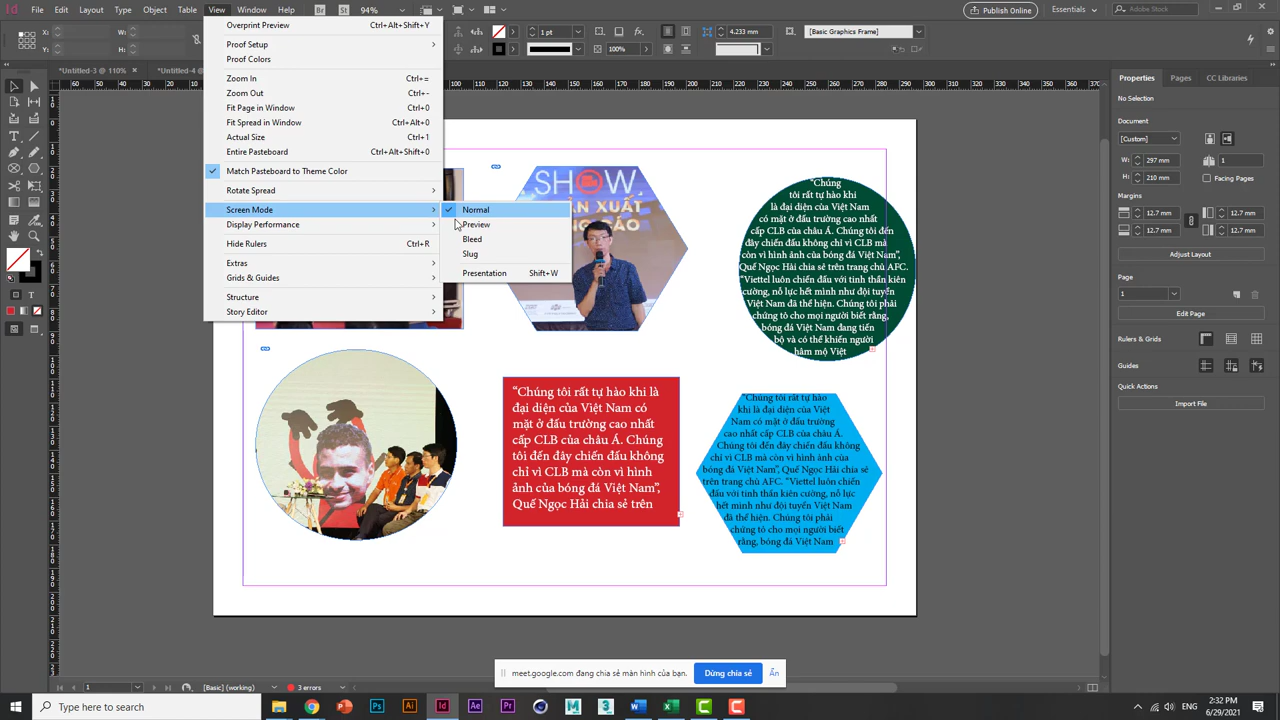 File
Edit
Layout
Type
Object
Table
View
Window
Help
Br
St
94%
Publish Online
Essentials
Adobe Stock
X:
Y:
W:
H:
1 pt
100%
4.233 mm
[Basic Graphics Frame]
*Untitled-3 @ 110%
Overprint Preview Ctrl+Alt+Shift+Y
Proof Setup
Proof Colors
Zoom In Ctrl+=
Zoom Out Ctrl+-
Fit Page in Window Ctrl+0
Fit Spread in Window Ctrl+Alt+0
Actual Size Ctrl+1
Entire Pasteboard Ctrl+Alt+Shift+0
Match Pasteboard to Theme Color
Rotate Spread
Screen Mode
Display Performance
Hide Rulers Ctrl+R
Extras
Grids & Guides
Structure
Story Editor
Normal
Preview
Bleed
Slug
Presentation Shift+W
SHOW
ẢN XUẤT
“Chúng
tôi rất tự hào khi là
là đại diện của Việt Nam
có mặt ở đấu trường cao nhất
cấp CLB của châu Á. Chúng tôi đến
đây chiến đấu không chỉ vì CLB mà
còn vì hình ảnh của bóng đá Việt Nam”,
Quế Ngọc Hải chia sẻ trên trang chủ AFC.
“Viettel luôn chiến đấu với tinh thần kiên
cường, nỗ lực hết mình như đội tuyển
Việt Nam đã thể hiện. Chúng tôi phải
chứng tỏ cho mọi người biết rằng,
bóng đá Việt Nam đang tiến
bộ và có thể khiến người
hâm mộ Việt
“Chúng tôi rất tự hào khi là
đại diện của Việt Nam có
mặt ở đấu trường cao nhất
cấp CLB của châu Á. Chúng
tôi đến đây chiến đấu không
chỉ vì CLB mà còn vì hình
ảnh của bóng đá Việt Nam”,
Quế Ngọc Hải chia sẻ trên
“Chúng tôi rất tự hào
khi là đại diện của Việt
Nam có mặt ở đấu trường
cao nhất cấp CLB của châu Á.
Chúng tôi đến đây chiến đấu không
chỉ vì CLB mà còn vì hình ảnh của
bóng đá Việt Nam”, Quế Ngọc Hải chia sẻ
trên trang chủ AFC. “Viettel luôn chiến
đấu với tinh thần kiên cường, nỗ lực
hết mình như đội tuyển Việt Nam
đã thể hiện. Chúng tôi phải
chứng tỏ cho mọi người biết
rằng, bóng đá Việt Nam
Properties
Pages
CC Libraries
No Selection
Document
[Custom]
W: 297 mm
H: 210 mm
1
Facing Pages
Margins
12.7 mm 12.7 mm
12.7 mm 12.7 mm
Adjust Layout
Page
1
Edit Page
Rulers & Grids
Guides
Quick Actions
Import File
meet.google.com đang chia sẻ màn hình của bạn.
Dừng chia sẻ
Ẩn
1
[Basic] (working)
3 errors
Type here to search
Ps
Ai
Id
Ae
Pr
2:32 PM
6/29/2021